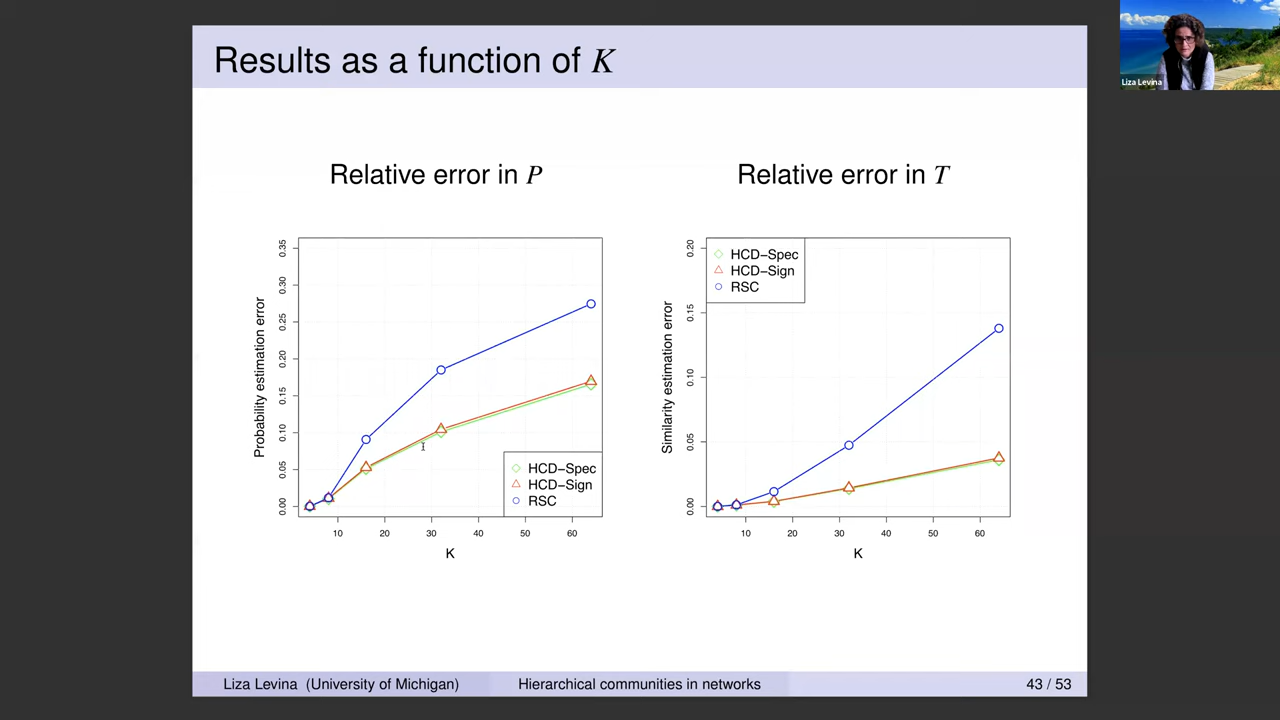 Results as a function of K
Liza Levina
Relative error in P
Relative error in T
Probability estimation error
0.00
0.05
0.10
0.15
0.20
0.25
0.30
0.35
HCD−Spec
HCD−Sign
RSC
10
20
30
40
50
60
K
Similarity estimation error
0.00
0.05
0.10
0.15
0.20
HCD−Spec
HCD−Sign
RSC
10
20
30
40
50
60
K
Liza Levina (University of Michigan)
Hierarchical communities in networks
43 / 53